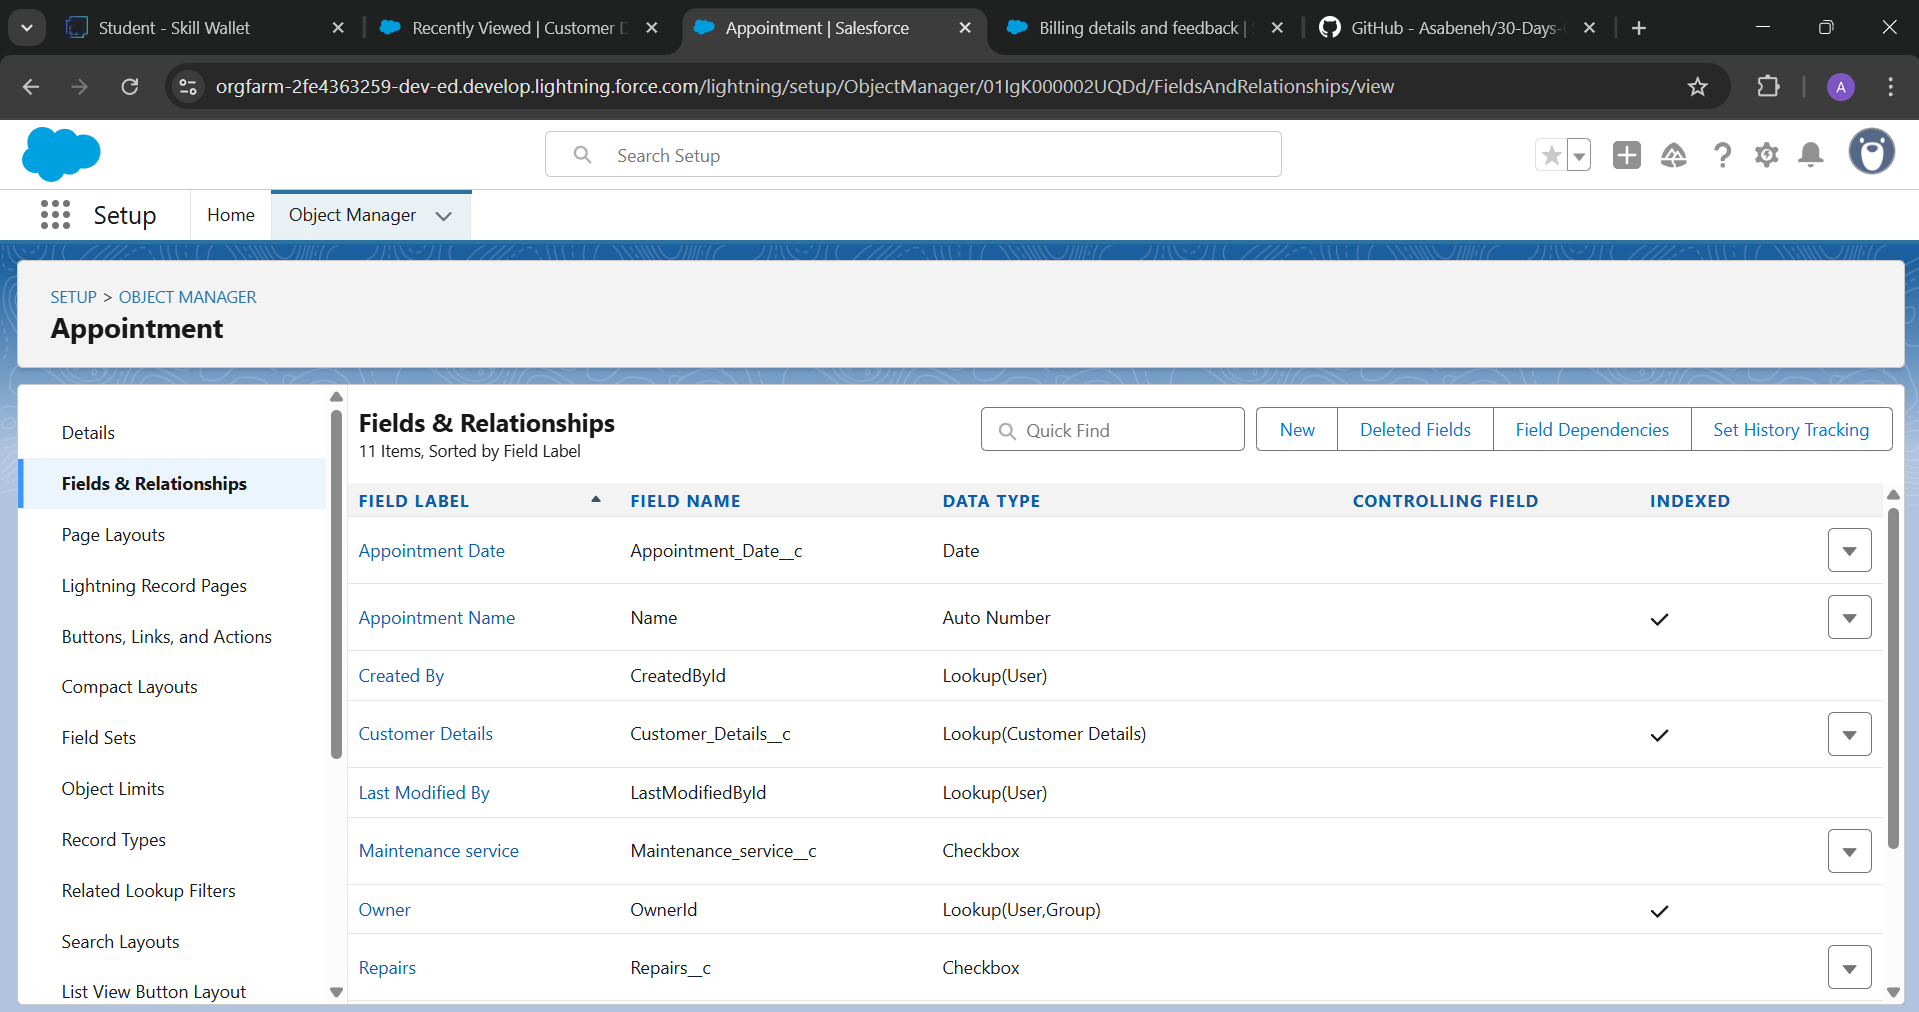 Student - Skill Wallet
Recently Viewed | Customer D
Appointment | Salesforce
Billing details and feedback |
GitHub - Asabeneh/30-Days-
orgfarm-2fe4363259-dev-ed.develop.lightning.force.com/lightning/setup/ObjectManager/01IgK000002UQDd/FieldsAndRelationships/view
A
Search Setup
Setup
Home
Object Manager
SETUP > OBJECT MANAGER
Appointment
Details
Fields & Relationships
Page Layouts
Lightning Record Pages
Buttons, Links, and Actions
Compact Layouts
Field Sets
Object Limits
Record Types
Related Lookup Filters
Search Layouts
List View Button Layout
Fields & Relationships
11 Items, Sorted by Field Label
Quick Find
New
Deleted Fields
Field Dependencies
Set History Tracking
FIELD LABEL FIELD NAME DATA TYPE CONTROLLING FIELD INDEXED
Appointment Date Appointment_Date__c Date
Appointment Name Name Auto Number
Created By CreatedById Lookup(User)
Customer Details Customer_Details__c Lookup(Customer Details)
Last Modified By LastModifiedById Lookup(User)
Maintenance service Maintenance_service__c Checkbox
Owner OwnerId Lookup(User,Group)
Repairs Repairs__c Checkbox